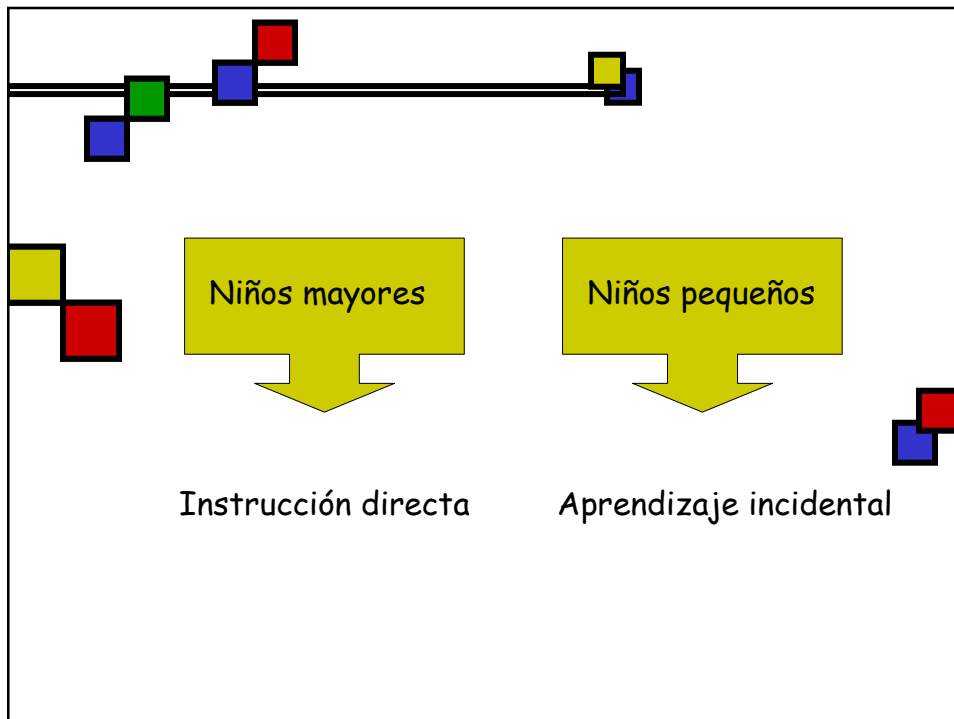 Niños mayores
Niños pequeños
Instrucción directa
Aprendizaje incidental